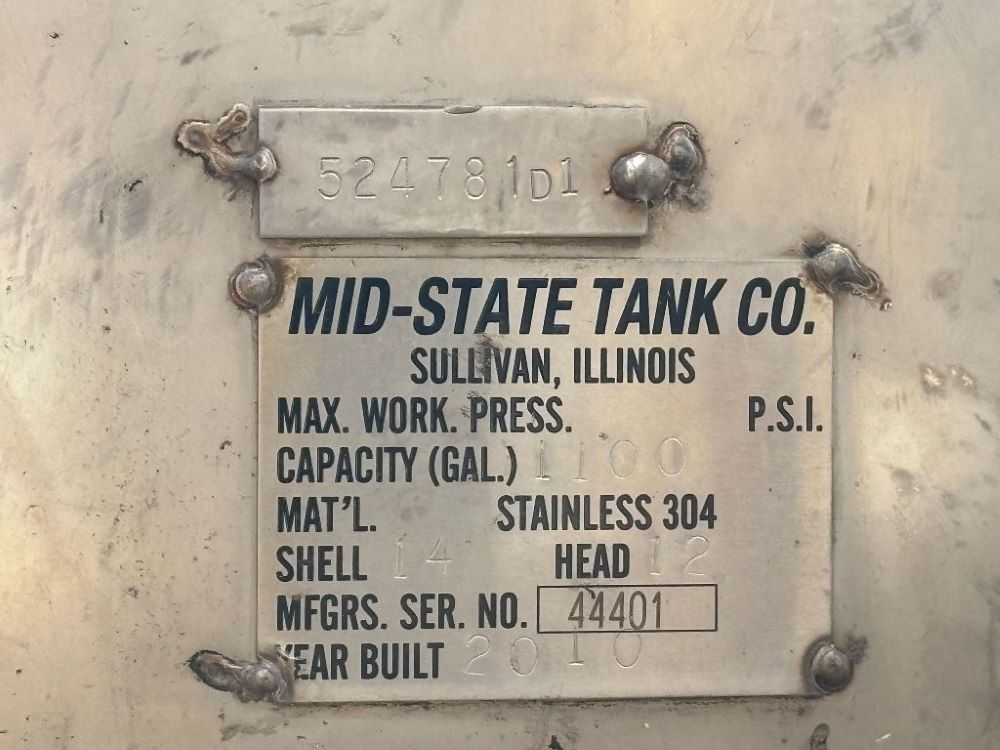 524781D1
MID-STATE TANK CO.
SULLIVAN, ILLINOIS
MAX. WORK. PRESS. P.S.I.
CAPACITY (GAL.) 1100
MAT'L. STAINLESS 304
SHELL 14 HEAD 12
MFGRS. SER. NO. 44401
YEAR BUILT 2010